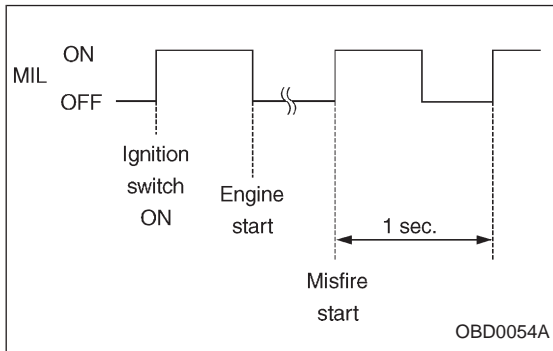 ON
MIL
OFF
Ignition
switch
ON
Engine
start
1 sec.
Misfire
start
OBD0054A